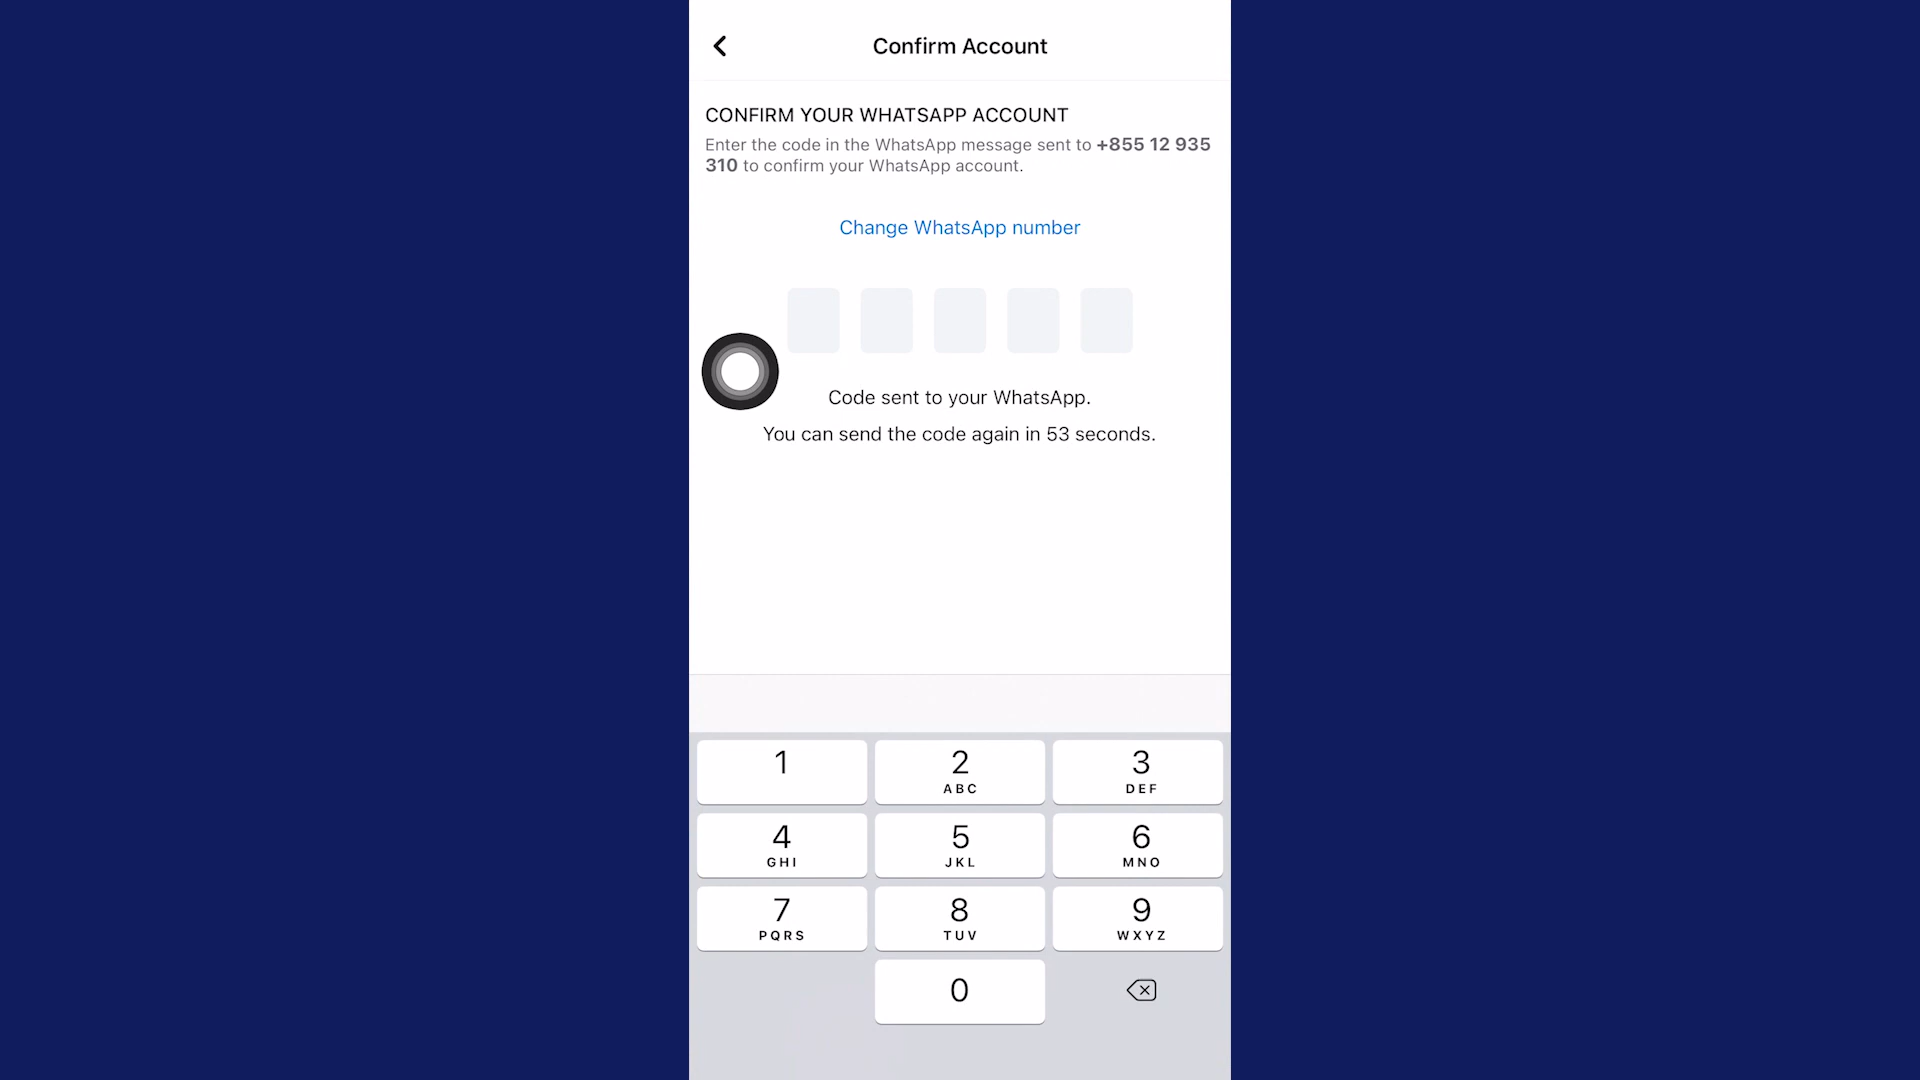 Confirm Account
CONFIRM YOUR WHATSAPP ACCOUNT
Enter the code in the WhatsApp message sent to +855 12 935
310 to confirm your WhatsApp account.
Change WhatsApp number
Code sent to your WhatsApp.
You can send the code again in 53 seconds.
1
2
ABC
3
DEF
4
GHI
5
JKL
6
MNO
7
PQRS
8
TUV
9
WXYZ
0